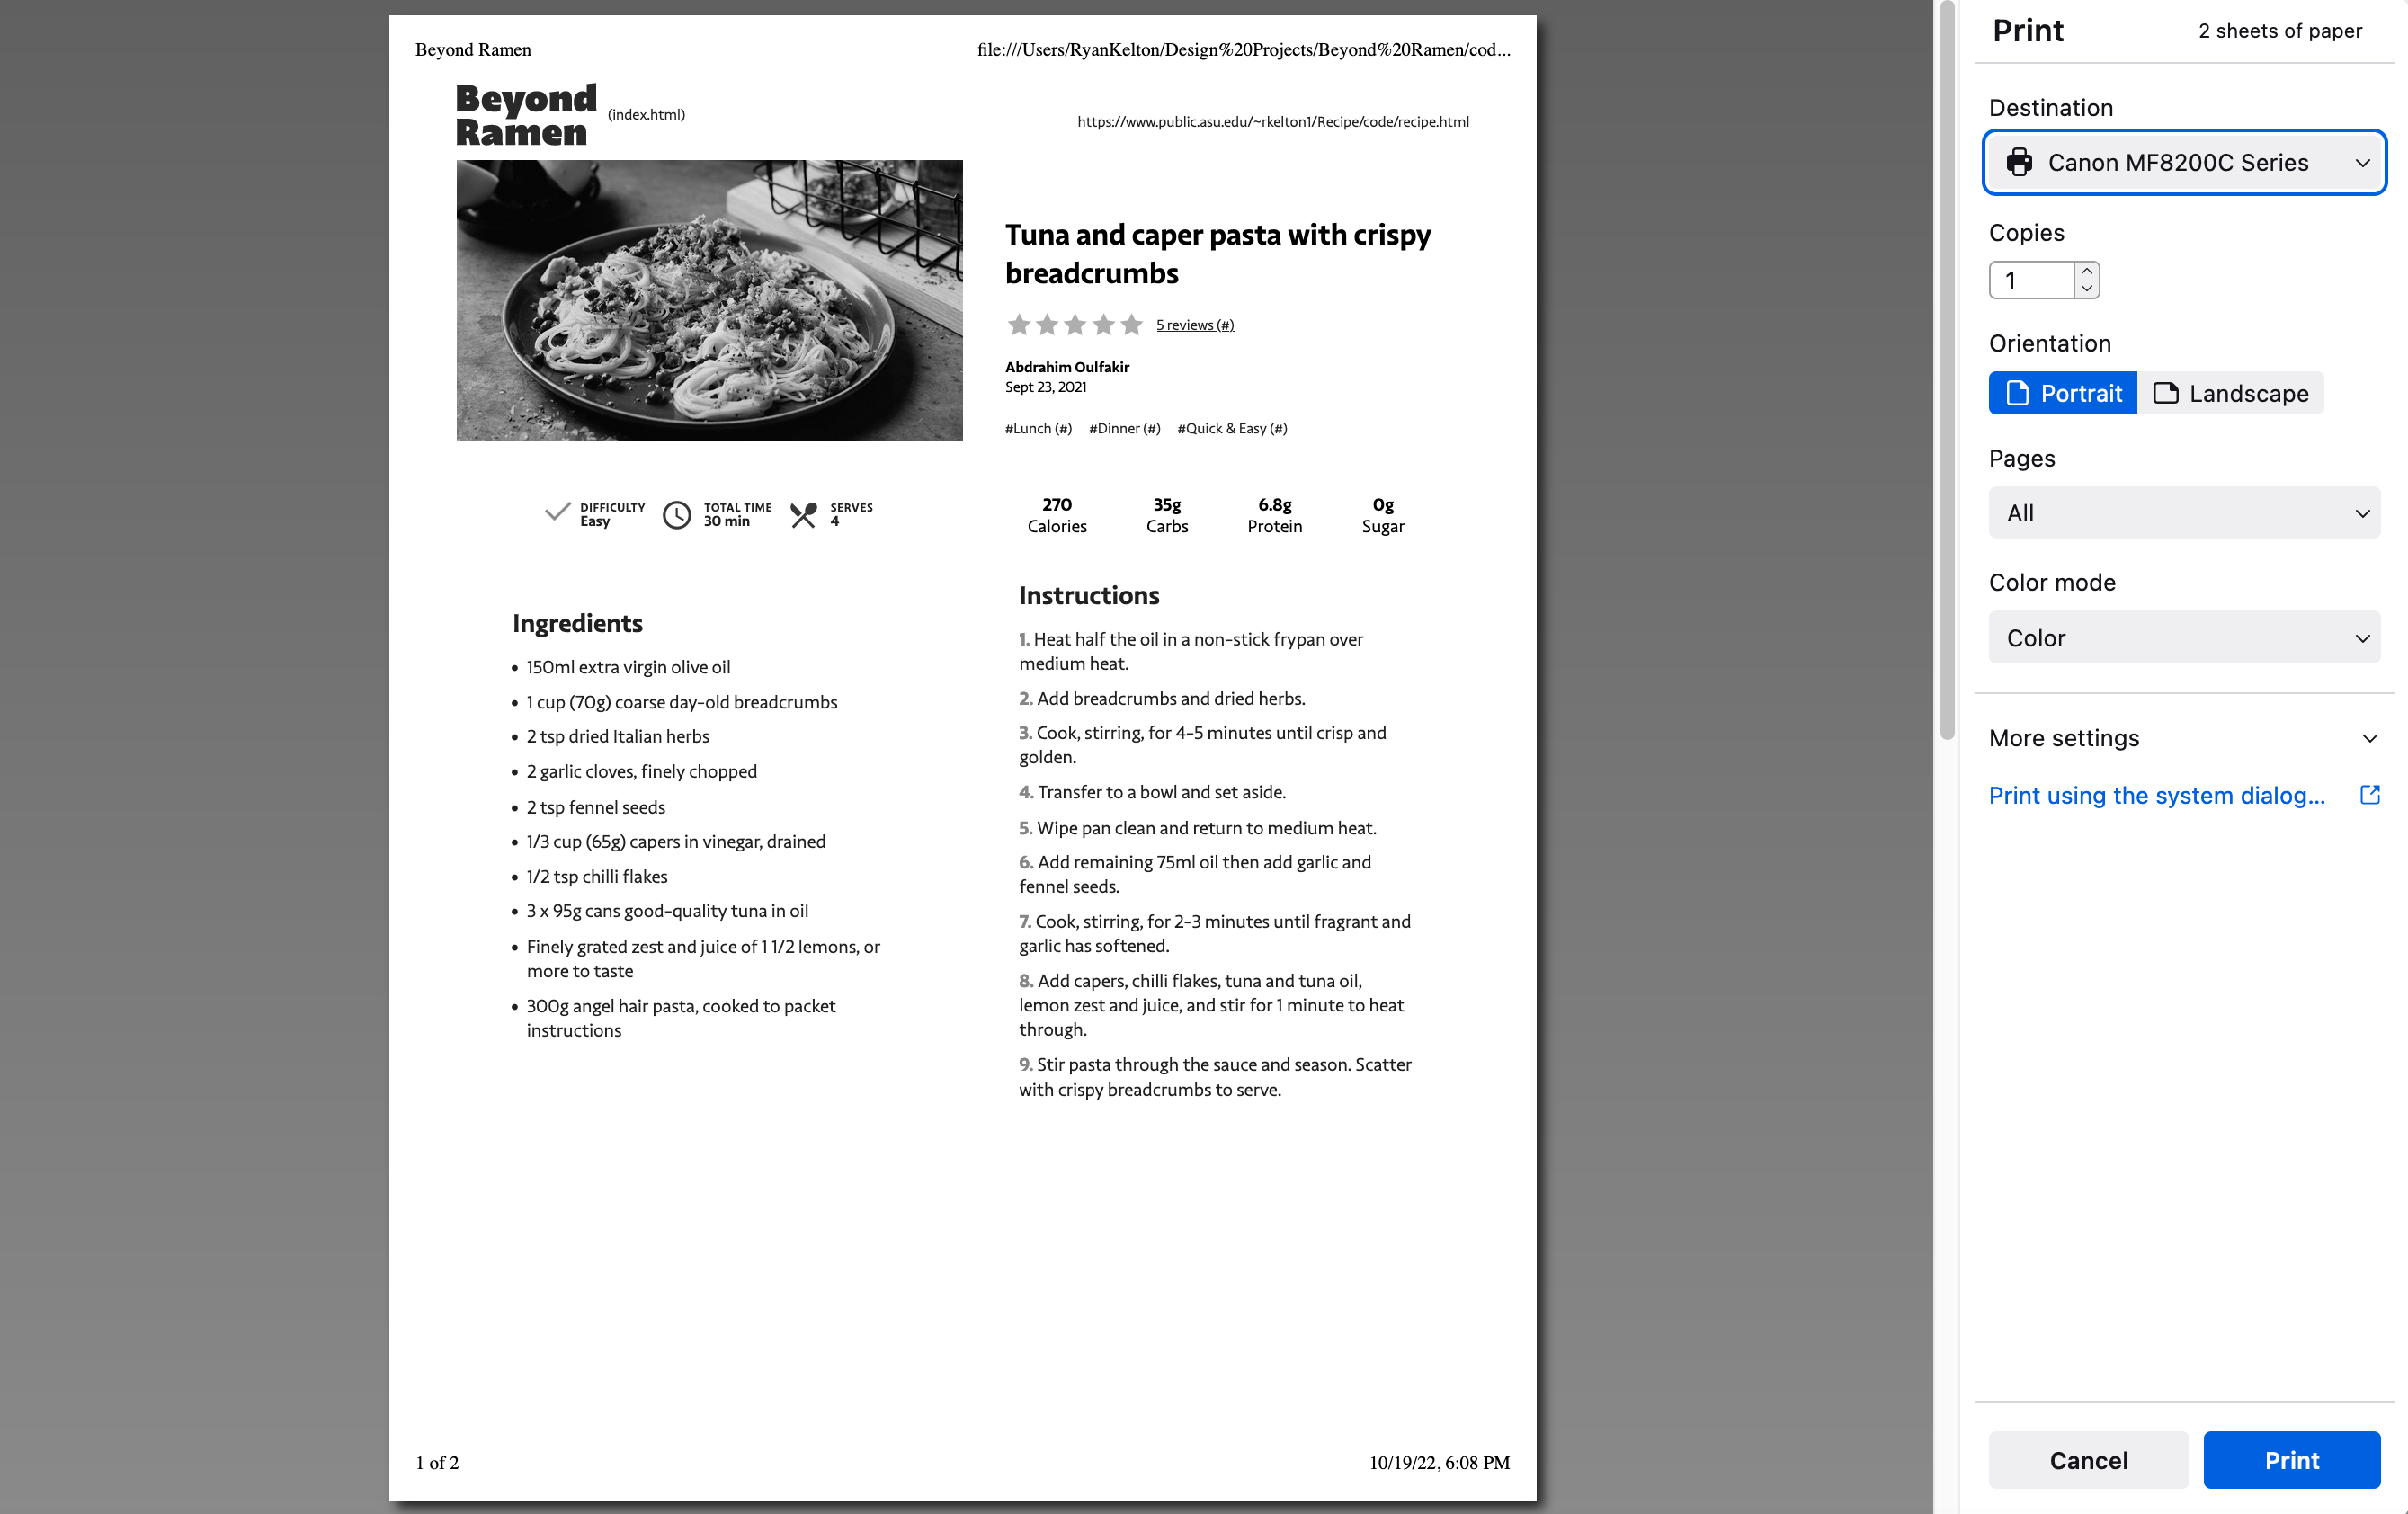 Beyond Ramen
file:///Users/RyanKelton/Design%20Projects/Beyond%20Ramen/cod...
Beyond
Ramen
(index.html)
https://www.public.asu.edu/~rkelton1/Recipe/code/recipe.html
Tuna and caper pasta with crispy
breadcrumbs
5 reviews (#)
Abdrahim Oulfakir
Sept 23, 2021
#Lunch (#) #Dinner (#) #Quick & Easy (#)
DIFFICULTY
Easy
TOTAL TIME
30 min
SERVES
4
270
Calories
35g
Carbs
6.8g
Protein
0g
Sugar
Ingredients
• 150ml extra virgin olive oil
• 1 cup (70g) coarse day-old breadcrumbs
• 2 tsp dried Italian herbs
• 2 garlic cloves, finely chopped
• 2 tsp fennel seeds
• 1/3 cup (65g) capers in vinegar, drained
• 1/2 tsp chilli flakes
• 3 x 95g cans good-quality tuna in oil
• Finely grated zest and juice of 1 1/2 lemons, or
more to taste
• 300g angel hair pasta, cooked to packet
instructions
Instructions
1. Heat half the oil in a non-stick frypan over
medium heat.
2. Add breadcrumbs and dried herbs.
3. Cook, stirring, for 4-5 minutes until crisp and
golden.
4. Transfer to a bowl and set aside.
5. Wipe pan clean and return to medium heat.
6. Add remaining 75ml oil then add garlic and
fennel seeds.
7. Cook, stirring, for 2-3 minutes until fragrant and
garlic has softened.
8. Add capers, chilli flakes, tuna and tuna oil,
lemon zest and juice, and stir for 1 minute to heat
through.
9. Stir pasta through the sauce and season. Scatter
with crispy breadcrumbs to serve.
1 of 2
10/19/22, 6:08 PM
Print
2 sheets of paper
Destination
Canon MF8200C Series
Copies
1
Orientation
Portrait
Landscape
Pages
All
Color mode
Color
More settings
Print using the system dialog...
Cancel
Print